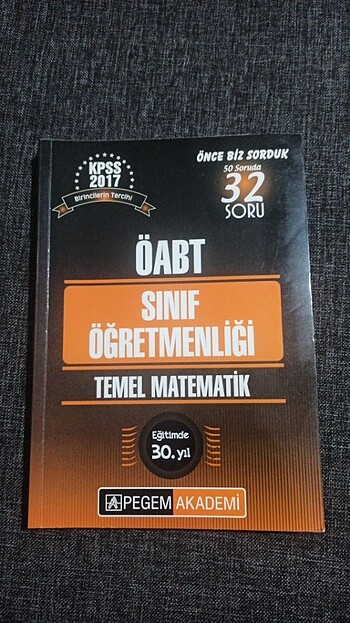 KPSS
2017
Birincilerin Tercihi
ÖNCE BİZ SORDUK
50 Soruda
32
SORU
ÖABT
SINIF
ÖĞRETMENLİĞİ
TEMEL MATEMATİK
Eğitimde
30. yıl
PEGEM AKADEMİ